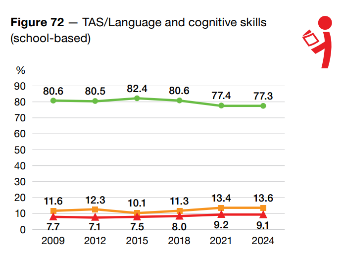 Figure 72 — TAS/Language and cognitive skills
(school-based)
%
90
80
70
60
50
40
30
20
10
0
80.6 80.5 82.4 80.6 77.4 77.3
11.6 12.3 10.1 11.3 13.4 13.6
7.7 7.1 7.5 8.0 9.2 9.1
2009 2012 2015 2018 2021 2024